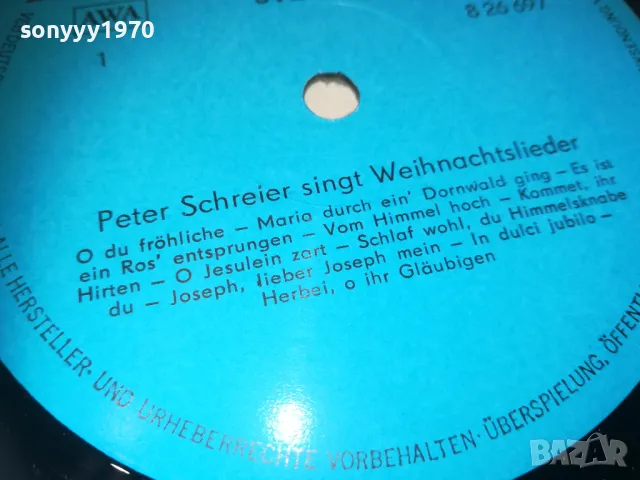 sonyyy1970
AWA
8 26 697
1
Peter Schreier singt Weihnachtslieder
O du fröhliche – Maria durch ein' Dornwald ging – Es ist
ein Ros' entsprungen – Vom Himmel hoch – Kommet, ihr
Hirten – O Jesulein zart – Schlaf wohl, du Himmelsknabe
du – Joseph, lieber Joseph mein – In dulci jubilo –
Herbei, o ihr Gläubigen
ALLE HERSTELLER- UND URHEBERRECHTE VORBEHALTEN · ÜBERSPIELUNG, ÖFFENT
BAZAR
bg